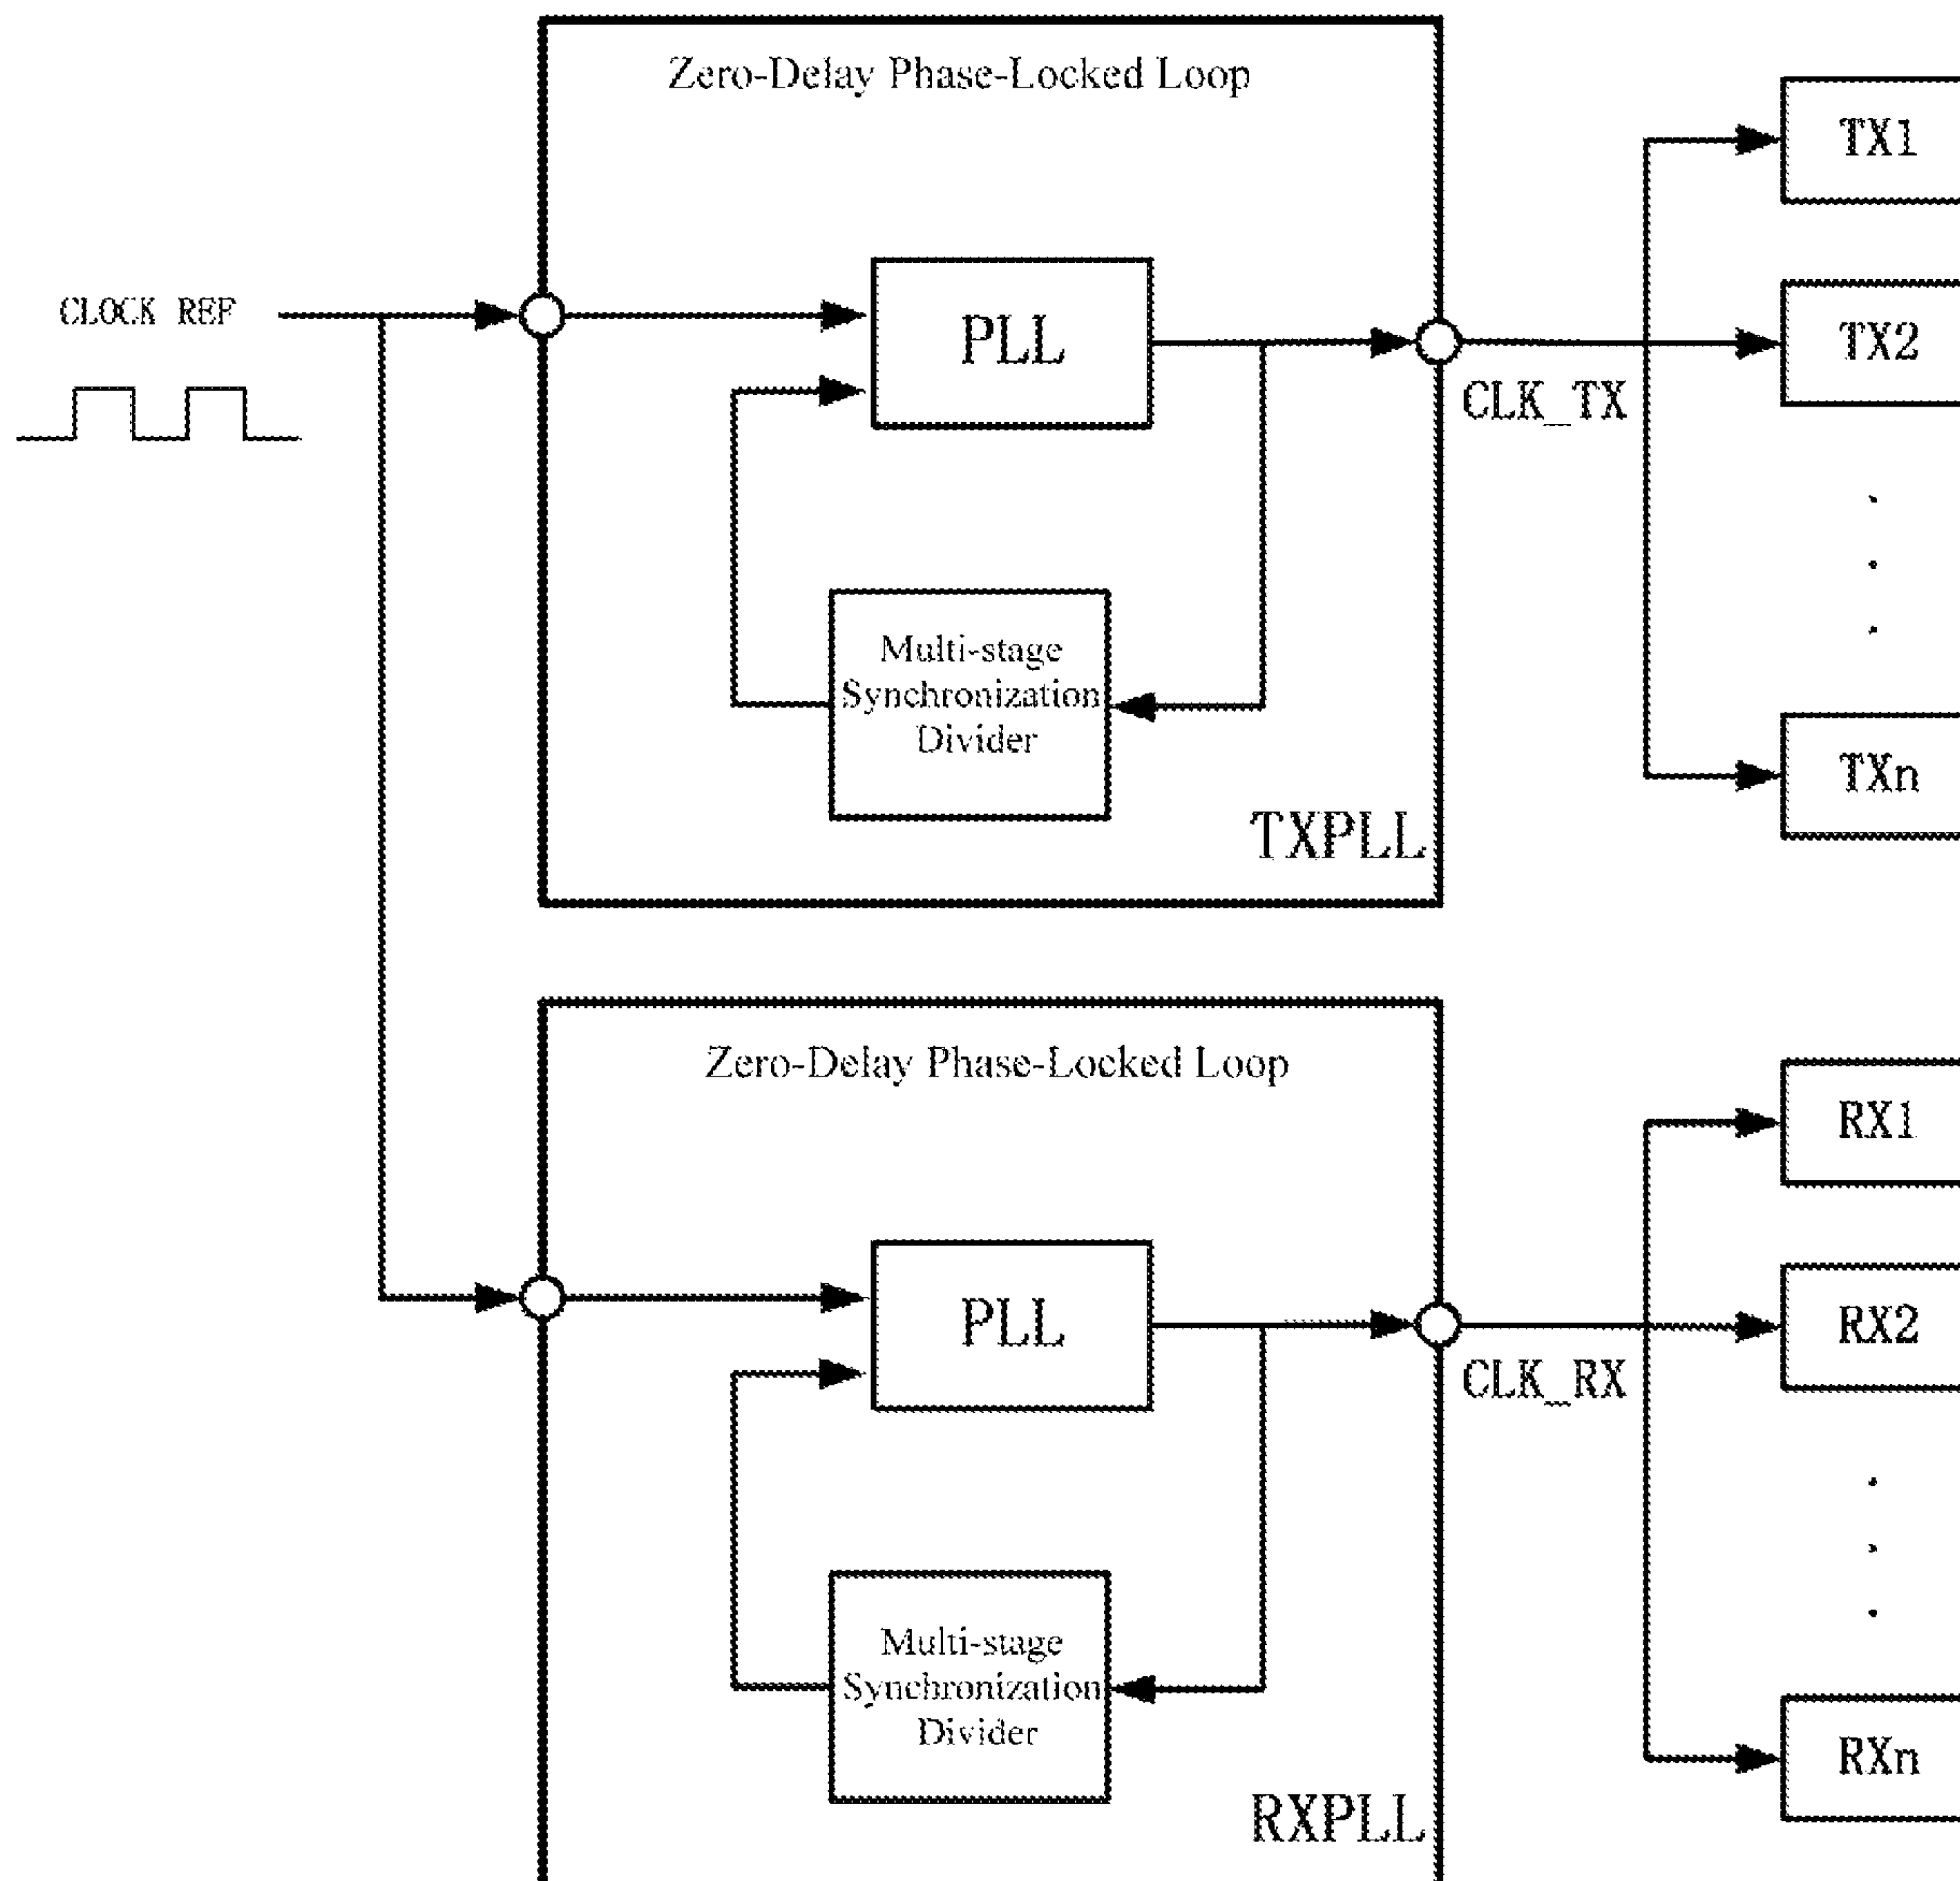 Zero-Delay Phase-Locked Loop
CLOCK REF
PLL
Multi-stage
Synchronization
Divider
TXPLL
CLK_TX
TX1
TX2
TXn
Zero-Delay Phase-Locked Loop
PLL
Multi-stage
Synchronization
Divider
RXPLL
CLK_RX
RX1
RX2
RXn